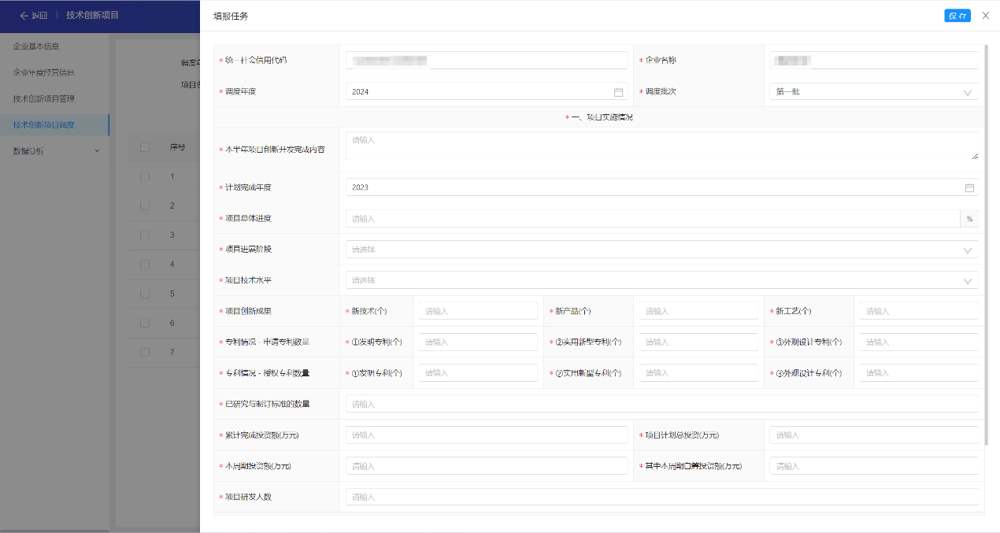 返回 技术创新项目 填报任务 保 存
企业基本信息
企业年度经营信息
技术创新项目管理
技术创新项目调度
数据分析
调度年
项目名
序号
1
2
3
4
5
6
7
* 统一社会信用代码 * 企业名称
* 调度年度 2024 * 调度批次 第一批
* 一、项目实施情况
* 本半年项目创新开发完成内容 请输入
* 计划完成年度 2023
* 项目总体进度 请输入 %
* 项目进展阶段 请选择
* 项目技术水平 请选择
* 项目创新成果 * 新技术(个) 请输入 * 新产品(个) 请输入 * 新工艺(个) 请输入
* 专利情况 - 申请专利数量 * ①发明专利(个) 请输入 * ②实用新型专利(个) 请输入 * ③外观设计专利(个) 请输入
* 专利情况 - 授权专利数量 * ①发明专利(个) 请输入 * ②实用新型专利(个) 请输入 * ③外观设计专利(个) 请输入
* 已研究与制订标准的数量 请输入
* 累计完成投资额(万元) 请输入 * 项目计划总投资(万元) 请输入
* 本周期投资额(万元) 请输入 * 其中本周期自筹投资额(万元) 请输入
* 项目研发人数 请输入